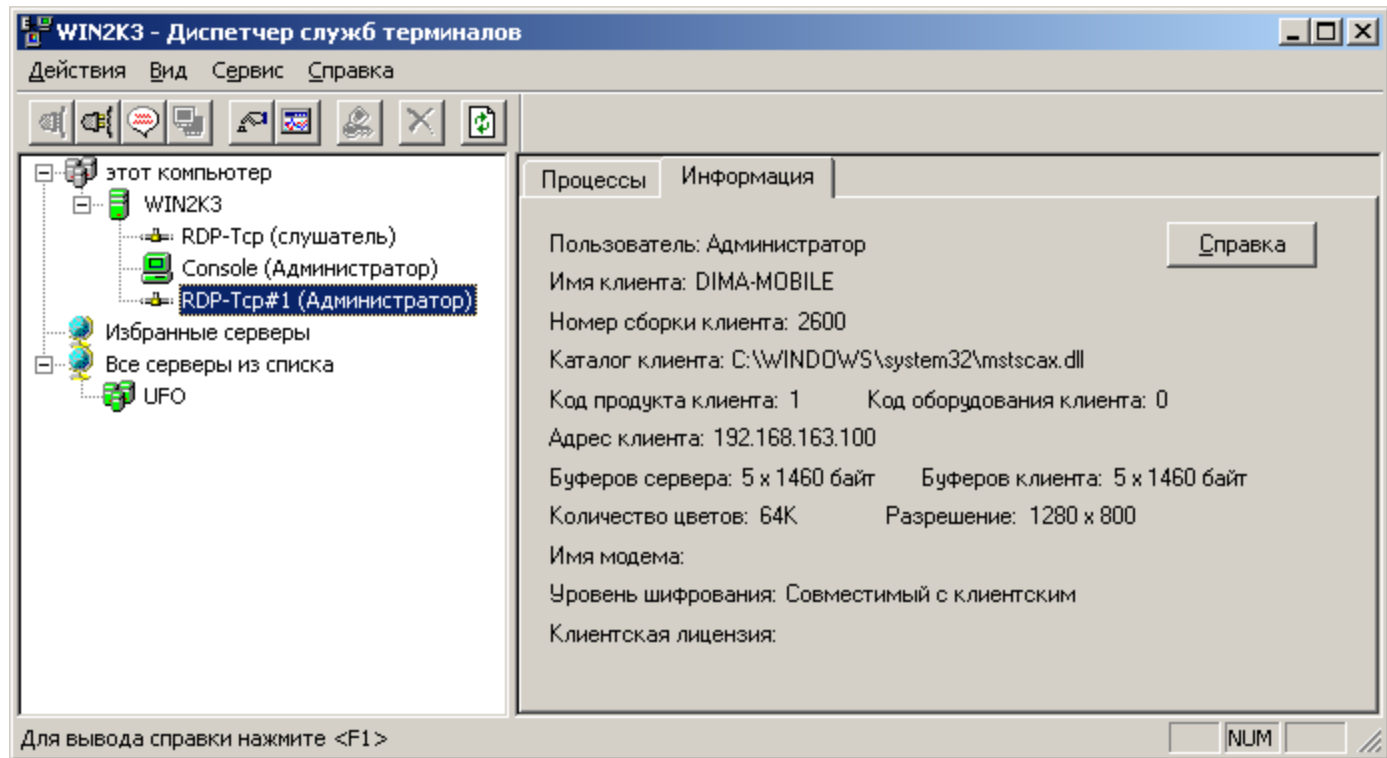 WIN2K3 - Диспетчер служб терминалов
Действия Вид Сервис Справка
этот компьютер
WIN2K3
RDP-Tcp (слушатель)
Console (Администратор)
RDP-Tcp#1 (Администратор)
Избранные серверы
Все серверы из списка
UFO
Процессы Информация
Пользователь: Администратор Справка
Имя клиента: DIMA-MOBILE
Номер сборки клиента: 2600
Каталог клиента: C:\WINDOWS\system32\mstscax.dll
Код продукта клиента: 1 Код оборудования клиента: 0
Адрес клиента: 192.168.163.100
Буферов сервера: 5 x 1460 байт Буферов клиента: 5 x 1460 байт
Количество цветов: 64K Разрешение: 1280 x 800
Имя модема:
Уровень шифрования: Совместимый с клиентским
Клиентская лицензия:
Для вывода справки нажмите <F1> NUM